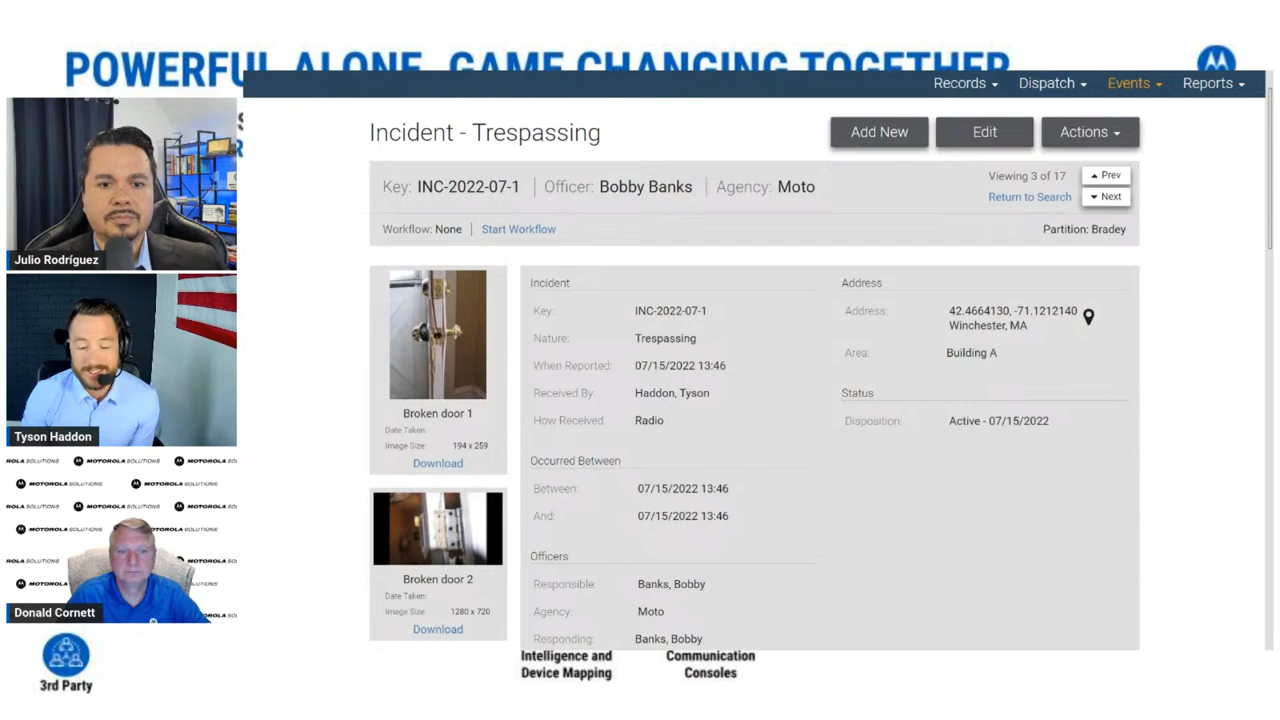 POWERFUL ALONE, GAME CHANGING TOGETHER
Records Dispatch Events Reports
Incident - Trespassing
Add New Edit Actions
Key: INC-2022-07-1 Officer: Bobby Banks Agency: Moto
Viewing 3 of 17
Prev
Return to Search
Next
Workflow: None Start Workflow
Partition: Bradey
Julio Rodríguez
Tyson Haddon
MOTOROLA SOLUTIONS
Donald Cornett
Broken door 1
Date Taken:
Image Size: 194 x 259
Download
Broken door 2
Date Taken:
Image Size: 1280 x 720
Download
Incident
Key: INC-2022-07-1
Nature: Trespassing
When Reported: 07/15/2022 13:46
Received By: Haddon, Tyson
How Received: Radio
Occurred Between
Between: 07/15/2022 13:46
And: 07/15/2022 13:46
Officers
Responsible: Banks, Bobby
Agency: Moto
Responding: Banks, Bobby
Address
Address: 42.4664130, -71.1212140
Winchester, MA
Area: Building A
Status
Disposition: Active - 07/15/2022
3rd Party
Intelligence and
Device Mapping
Communication
Consoles